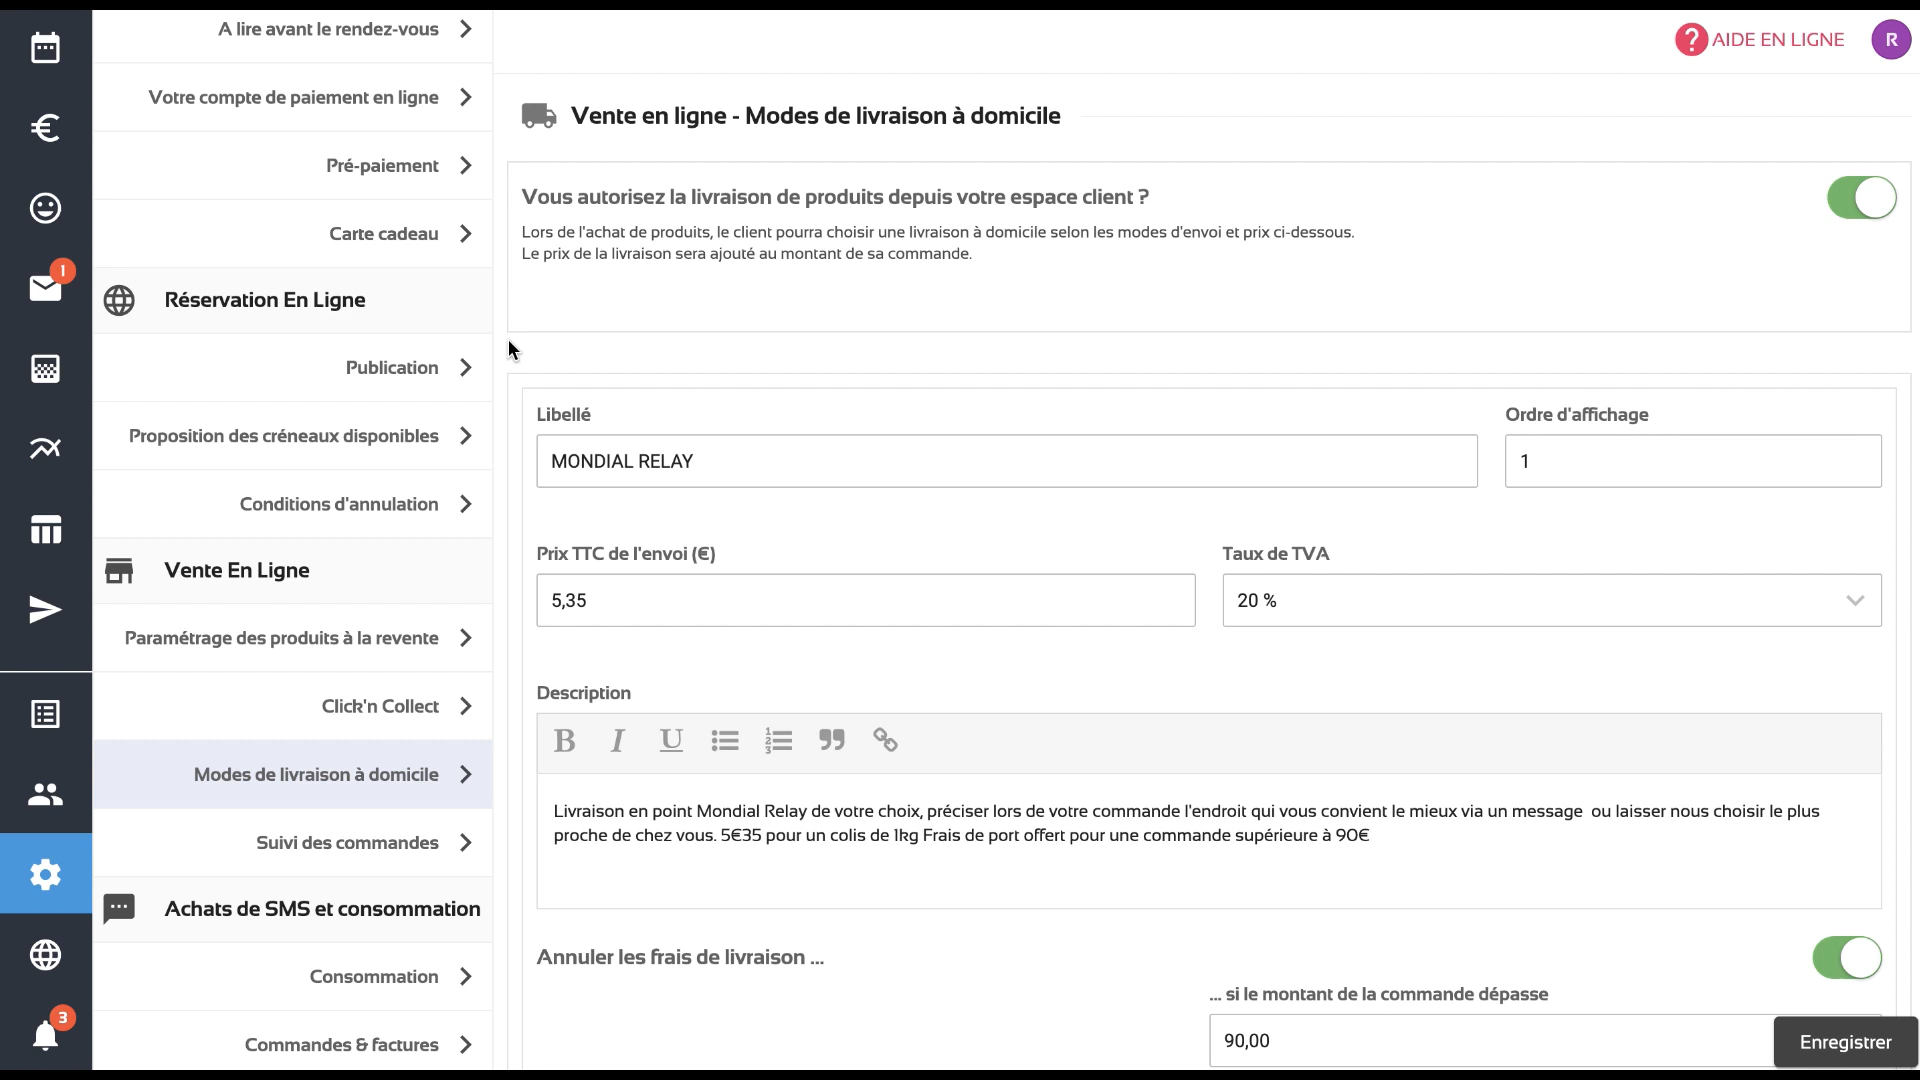 A lire avant le rendez-vous
Votre compte de paiement en ligne
Pré-paiement
Carte cadeau
Réservation En Ligne
Publication
Proposition des créneaux disponibles
Conditions d'annulation
Vente En Ligne
Paramétrage des produits à la revente
Click'n Collect
Modes de livraison à domicile
Suivi des commandes
Achats de SMS et consommation
Consommation
Commandes & factures
1
3
? AIDE EN LIGNE
R
Vente en ligne - Modes de livraison à domicile
Vous autorisez la livraison de produits depuis votre espace client ?
Lors de l'achat de produits, le client pourra choisir une livraison à domicile selon les modes d'envoi et prix ci-dessous.
Le prix de la livraison sera ajouté au montant de sa commande.
Libellé
Ordre d'affichage
MONDIAL RELAY
1
Prix TTC de l'envoi (€)
Taux de TVA
5,35
20 %
Description
B I U
Livraison en point Mondial Relay de votre choix, préciser lors de votre commande l'endroit qui vous convient le mieux via un message ou laisser nous choisir le plus
proche de chez vous. 5€35 pour un colis de 1kg Frais de port offert pour une commande supérieure à 90€
Annuler les frais de livraison ...
... si le montant de la commande dépasse
90,00
Enregistrer